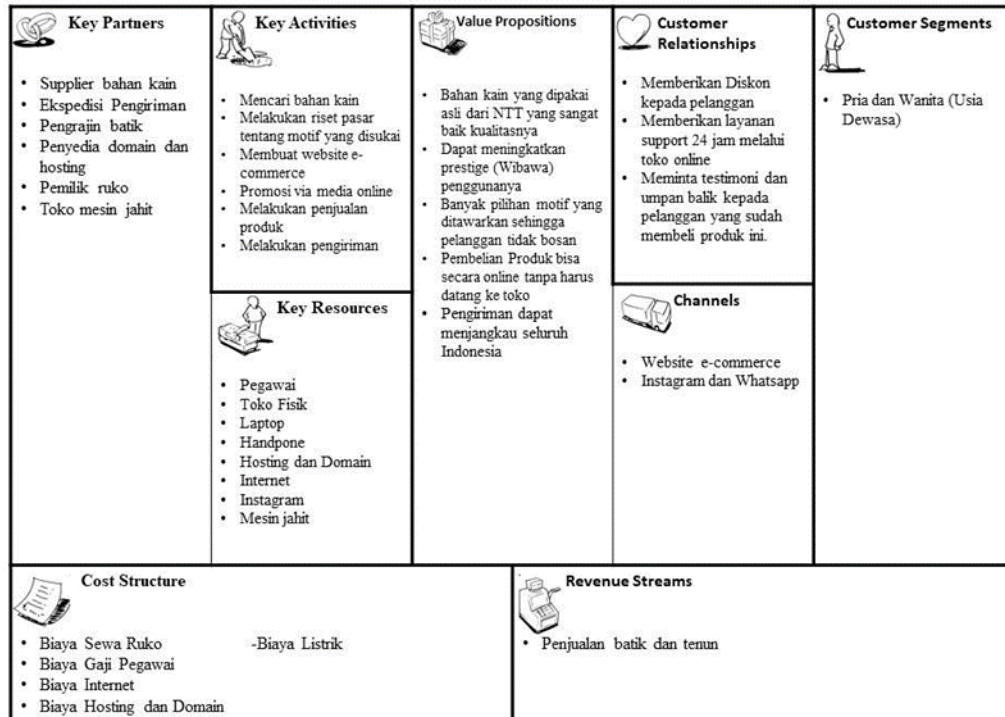 Key Partners
• Supplier bahan kain
• Ekspedisi Pengiriman
• Pengrajin batik
• Penyedia domain dan
hosting
• Pemilik ruko
• Toko mesin jahit
Key Activities
• Mencari bahan kain
• Melakukan riset pasar
tentang motif yang disukai
• Membuat website e-
commerce
• Promosi via media online
• Melakukan penjualan
produk
• Melakukan pengiriman
Key Resources
• Pegawai
• Toko Fisik
• Laptop
• Handpone
• Hosting dan Domain
• Internet
• Instagram
• Mesin jahit
Value Propositions
• Bahan kain yang dipakai
asli dari NTT yang sangat
baik kualitasnya
• Dapat meningkatkan
prestige (Wibawa)
penggunanya
• Banyak pilihan motif yang
ditawarkan sehingga
pelanggan tidak bosan
• Pembelian Produk bisa
secara online tanpa harus
datang ke toko
• Pengiriman dapat
menjangkau seluruh
Indonesia
Customer
Relationships
• Memberikan Diskon
kepada pelanggan
• Memberikan layanan
support 24 jam melalui
toko online
• Meminta testimoni dan
umpan balik kepada
pelanggan yang sudah
membeli produk ini.
Channels
• Website e-commerce
• Instagram dan Whatsapp
Customer Segments
• Pria dan Wanita (Usia
Dewasa)
Cost Structure
• Biaya Sewa Ruko -Biaya Listrik
• Biaya Gaji Pegawai
• Biaya Internet
• Biaya Hosting dan Domain
Revenue Streams
• Penjualan batik dan tenun